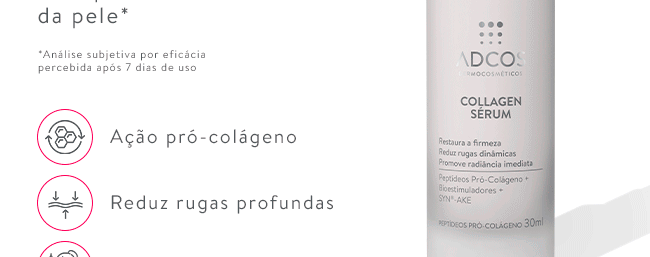 da pele*
*Análise subjetiva por eficácia
percebida após 7 dias de uso
Ação pró-colágeno
Reduz rugas profundas
ADCOS
DERMOCOSMÉTICOS
COLLAGEN
SÉRUM
Restaura a firmeza
Reduz rugas dinâmicas
Promove radiância imediata
Peptídeos Pró-Colágeno +
Bioestimuladores +
SYN®-AKE
PEPTÍDEOS PRÓ-COLÁGENO 30ml